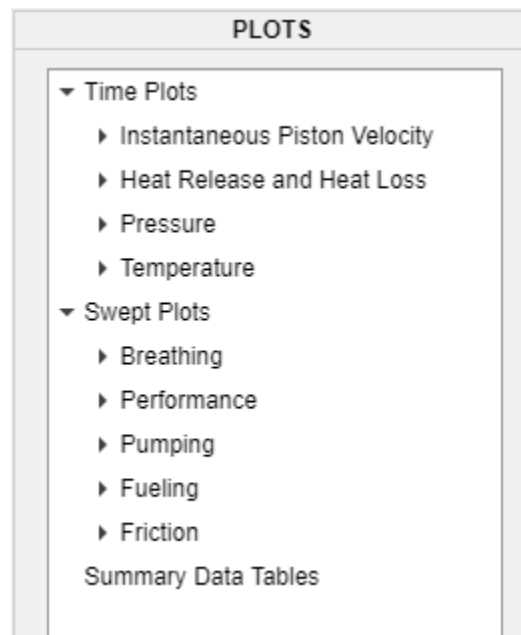 PLOTS
Time Plots
Instantaneous Piston Velocity
Heat Release and Heat Loss
Pressure
Temperature
Swept Plots
Breathing
Performance
Pumping
Fueling
Friction
Summary Data Tables